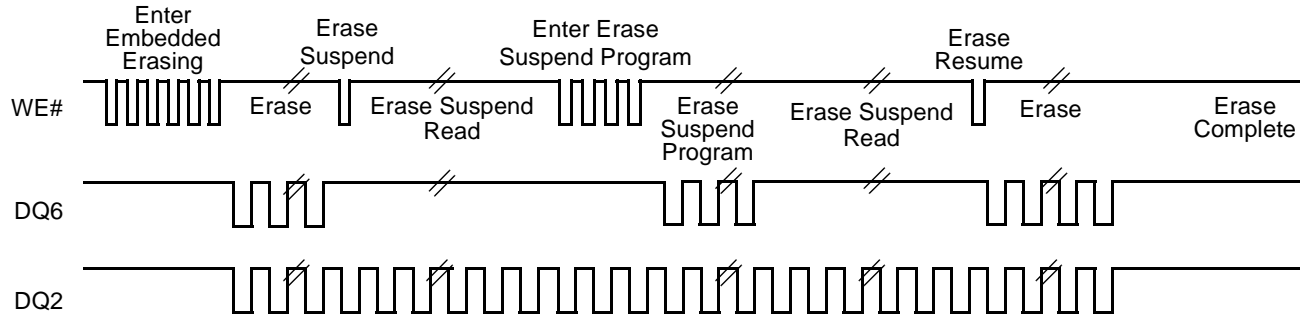 Enter
Embedded
Erasing
Erase
Suspend
Enter Erase
Suspend Program
Erase
Resume
WE#
Erase
Erase Suspend
Read
Erase
Suspend
Program
Erase Suspend
Read
Erase
Erase
Complete
DQ6
DQ2